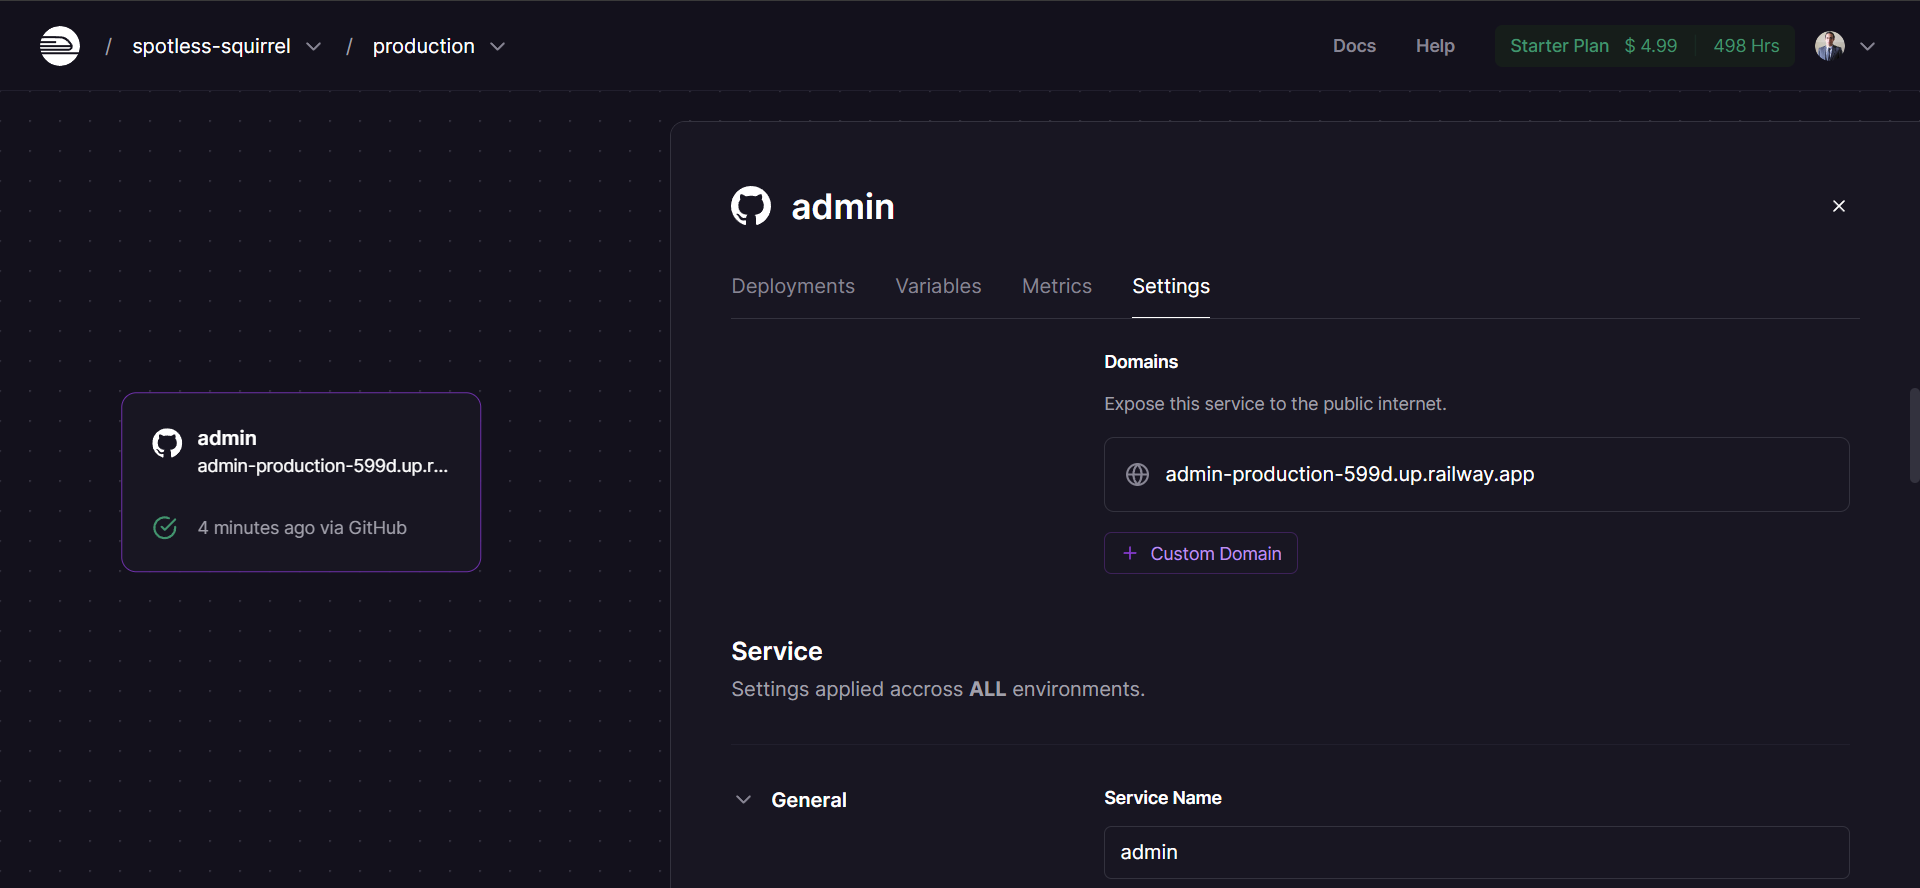 / spotless-squirrel / production
Docs Help Starter Plan $ 4.99 498 Hrs
admin
Deployments Variables Metrics Settings
Domains
Expose this service to the public internet.
admin-production-599d.up.railway.app
+ Custom Domain
admin
admin-production-599d.up.r...
4 minutes ago via GitHub
Service
Settings applied accross ALL environments.
General
Service Name
admin